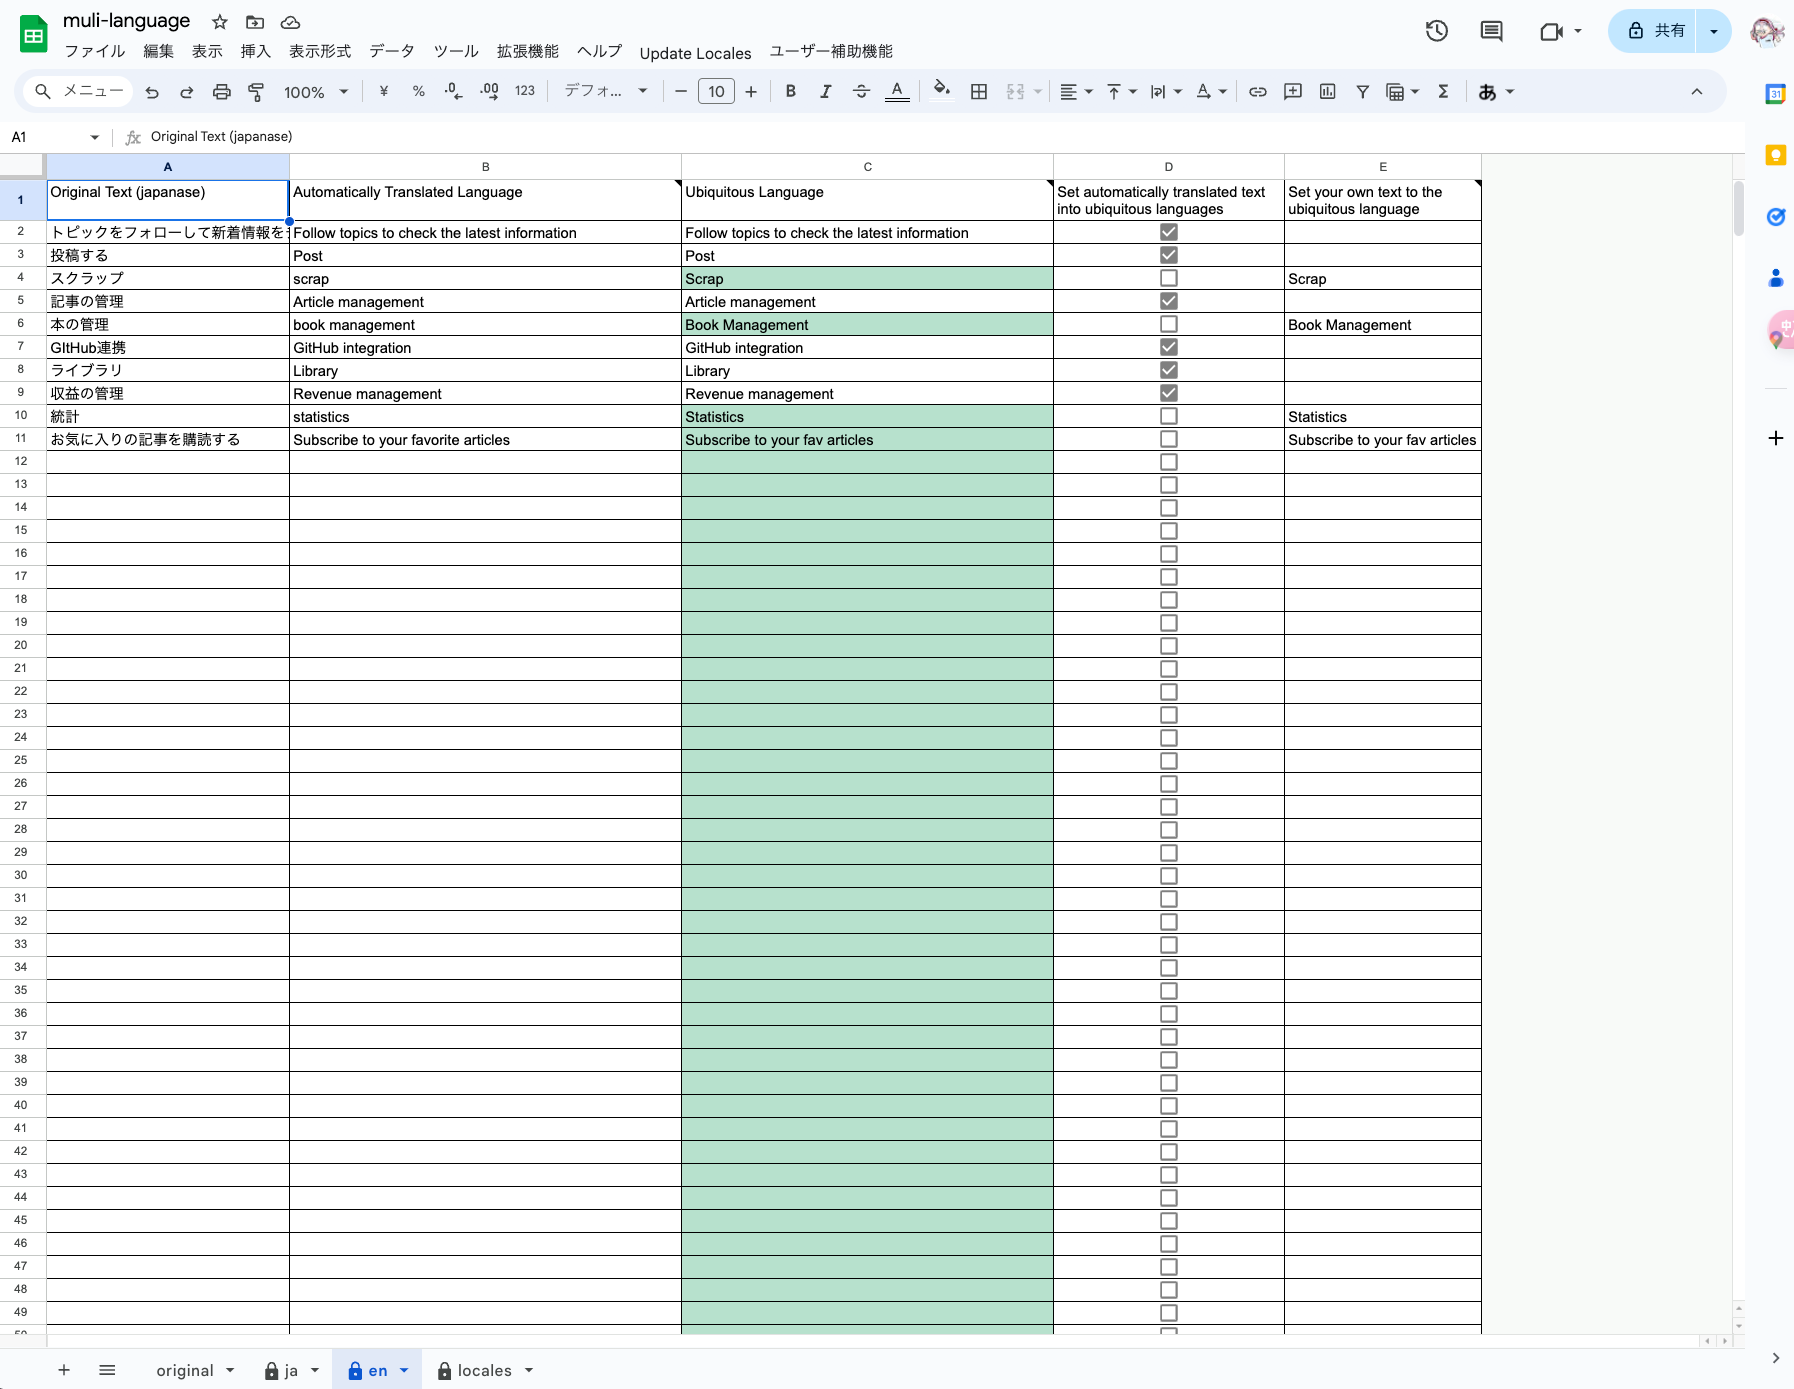 muli-language
ファイル 編集 表示 挿入 表示形式 データ ツール 拡張機能 ヘルプ Update Locales ユーザー補助機能
共有
メニュー 100% ¥ % .0 .00 123 デフォ... 10 B I A あ
31
A1 fx Original Text (japanase)
A B C D E
1 Original Text (japanase) Automatically Translated Language Ubiquitous Language Set automatically translated text into ubiquitous languages Set your own text to the ubiquitous language
2 トピックをフォローして新着情報を Follow topics to check the latest information Follow topics to check the latest information
3 投稿する Post Post
4 スクラップ scrap Scrap Scrap
5 記事の管理 Article management Article management
6 本の管理 book management Book Management Book Management
7 GItHub連携 GitHub integration GitHub integration
8 ライブラリ Library Library
9 収益の管理 Revenue management Revenue management
10 統計 statistics Statistics Statistics
11 お気に入りの記事を購読する Subscribe to your favorite articles Subscribe to your fav articles Subscribe to your fav articles
12
13
14
15
16
17
18
19
20
21
22
23
24
25
26
27
28
29
30
31
32
33
34
35
36
37
38
39
40
41
42
43
44
45
46
47
48
49
50
original ja en locales